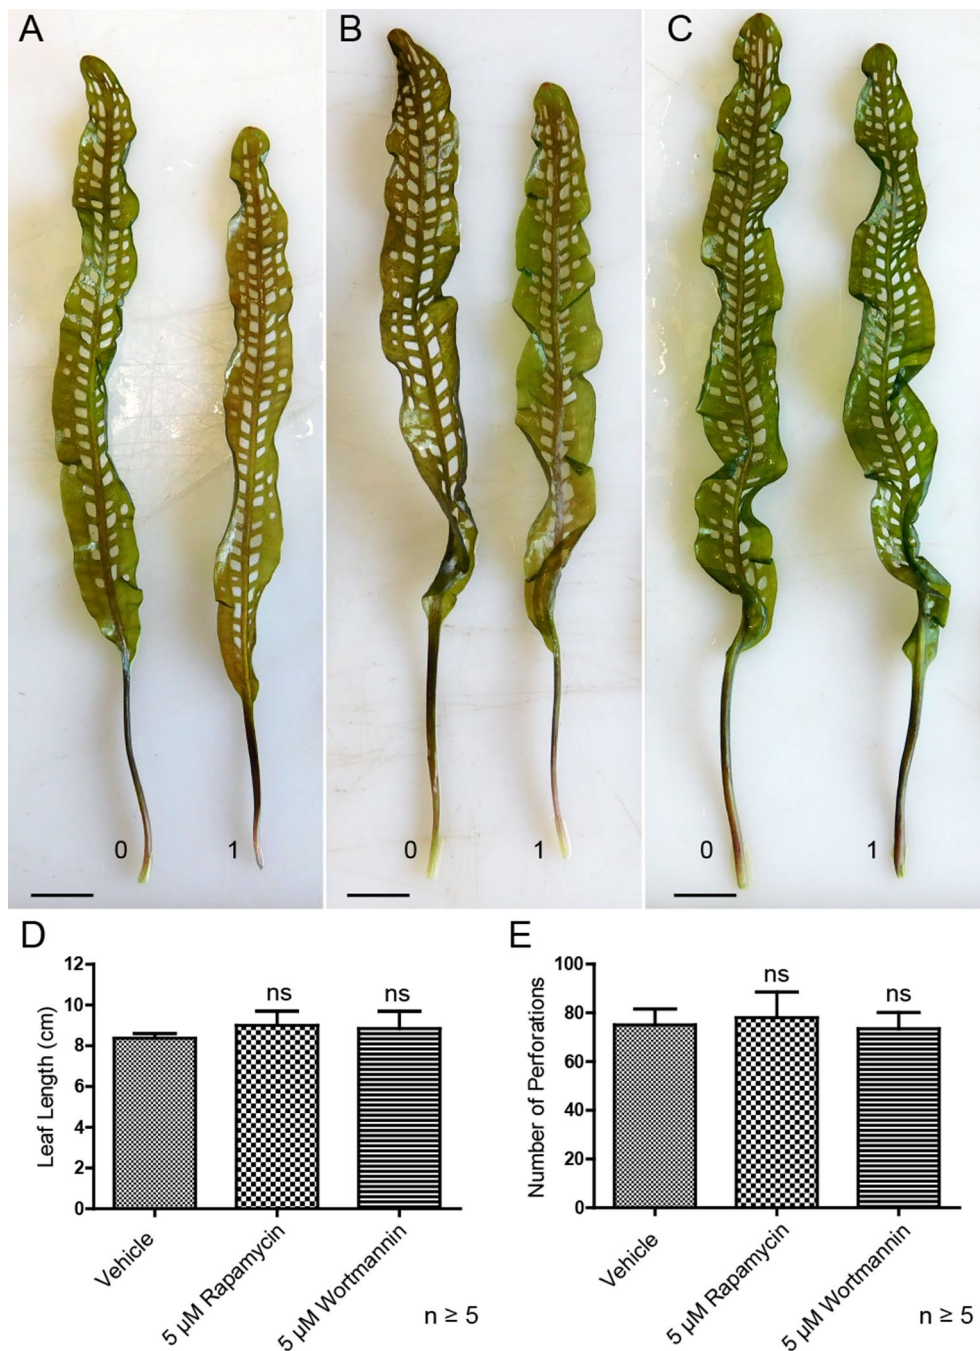 A
B
C
0
1
0
1
0
1
D
E
Leaf Length (cm)
12
10
8
6
4
2
0
ns
ns
Vehicle
5 µM Rapamycin
5 µM Wortmannin
n ≥ 5
Number of Perforations
100
80
60
40
20
0
ns
ns
Vehicle
5 µM Rapamycin
5 µM Wortmannin
n ≥ 5